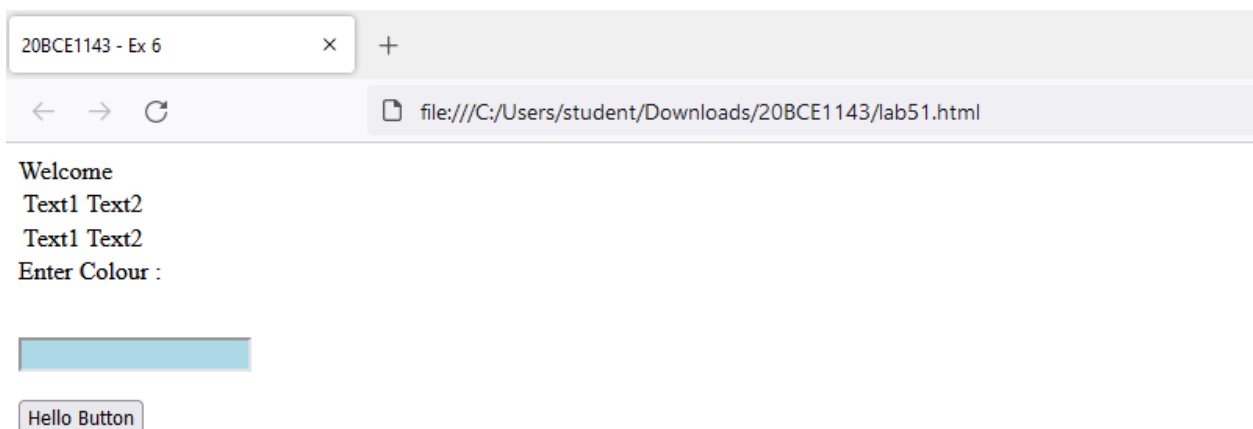 20BCE1143 - Ex 6
file:///C:/Users/student/Downloads/20BCE1143/lab51.html
Welcome
Text1 Text2
Text1 Text2
Enter Colour :
Hello Button